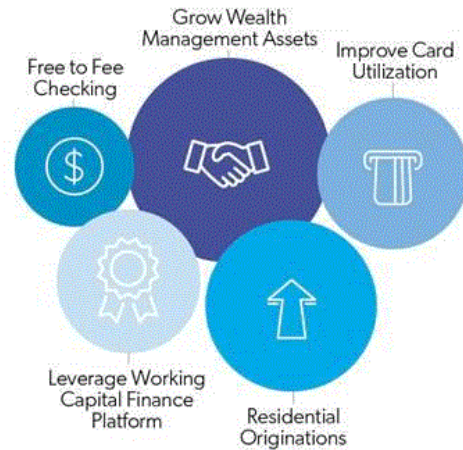 Grow Wealth
Management Assets
Improve Card
Utilization
Free to Fee
Checking
$
Leverage Working
Capital Finance
Platform
Residential
Originations